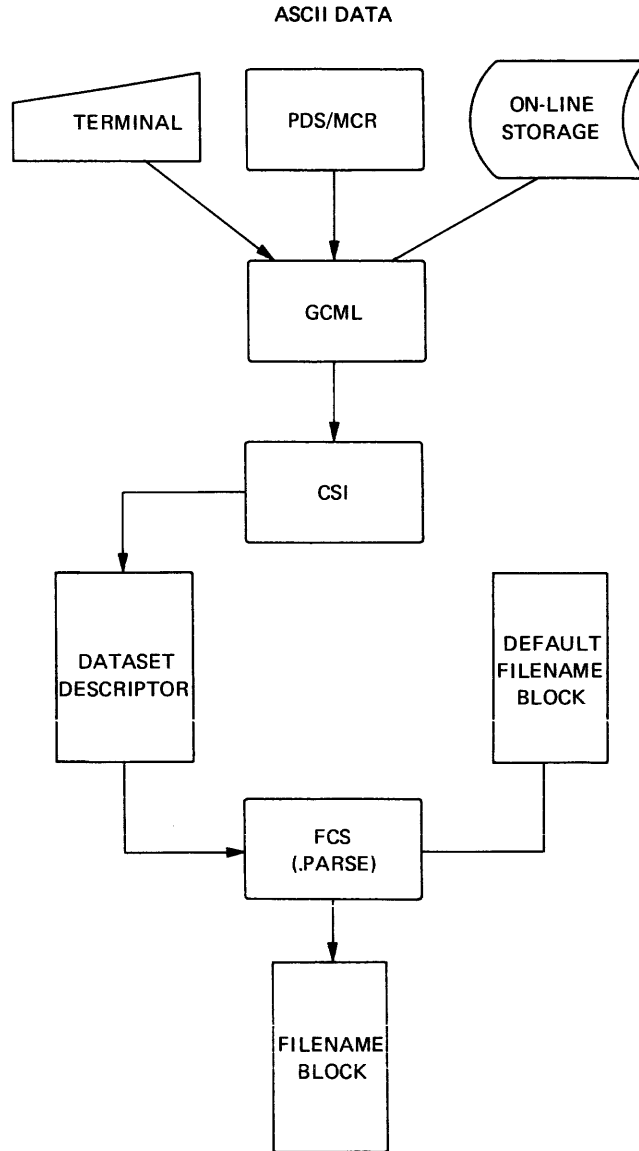 ASCII DATA
TERMINAL
PDS/MCR
ON-LINE
STORAGE
GCML
CSI
DATASET
DESCRIPTOR
DEFAULT
FILENAME
BLOCK
FCS
(.PARSE)
FILENAME
BLOCK